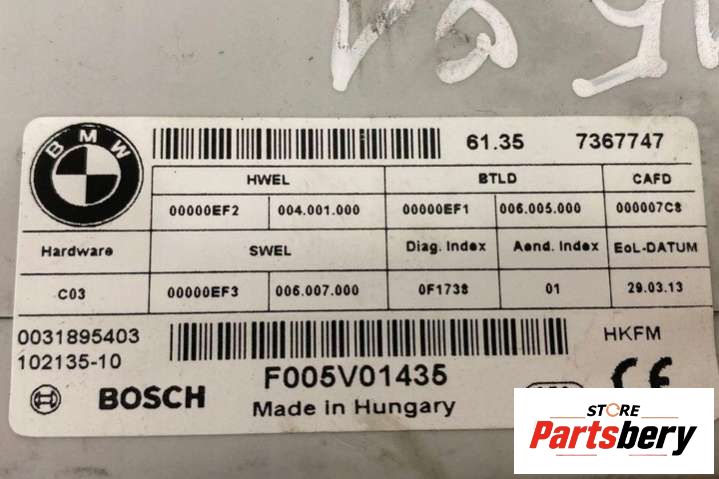 BMW
61.35 7367747
HWEL BTLD CAFD
00000EF2 004.001.000 00000EF1 006.005.000 000007C8
Hardware SWEL Diag. Index Aend. Index EoL-DATUM
C03 00000EF3 006.007.000 0F1738 01 29.03.13
0031895403 HKFM
102135-10
F005V01435
BOSCH
Made in Hungary
CE
STORE
Partsbery